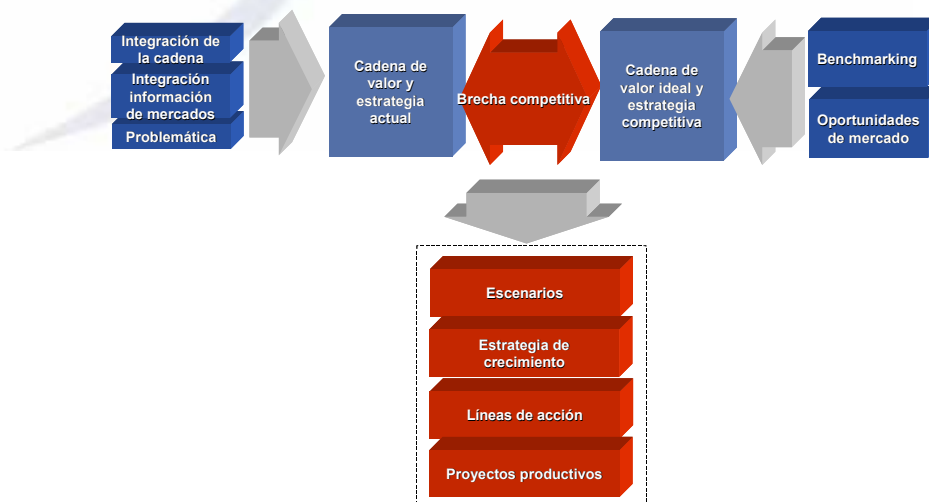 Integración de
la cadena
Integración
información
de mercados
Problemática
Cadena de
valor y
estrategia
actual
Brecha competitiva
Cadena de
valor ideal y
estrategia
competitiva
Benchmarking
Oportunidades
de mercado
Escenarios
Estrategia de
crecimiento
Líneas de acción
Proyectos productivos